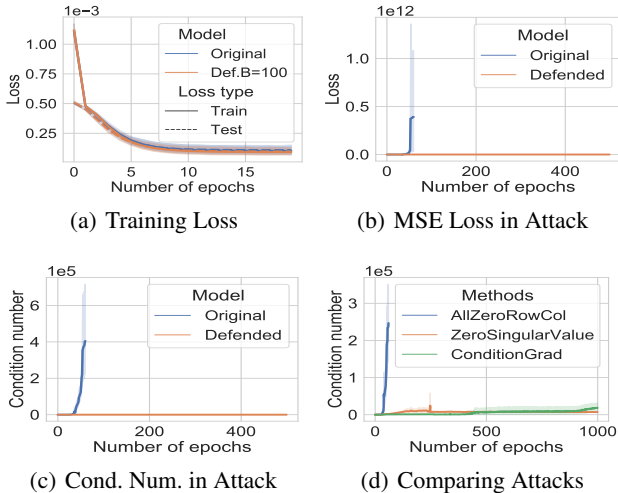 1e−3
Model
Original
Def.B=100
Loss type
Train
Test
1.00
0.75
0.50
0.25
Loss
0 5 10 15
Number of epochs
(a) Training Loss
1e12
Model
Original
Defended
1.0
0.5
0.0
Loss
0 200 400
Number of epochs
(b) MSE Loss in Attack
1e5
Model
Original
Defended
6
4
2
0
Condition number
0 200 400
Number of epochs
(c) Cond. Num. in Attack
1e5
Methods
AllZeroRowCol
ZeroSingularValue
ConditionGrad
3
2
1
0
Condition number
0 500 1000
Number of epochs
(d) Comparing Attacks